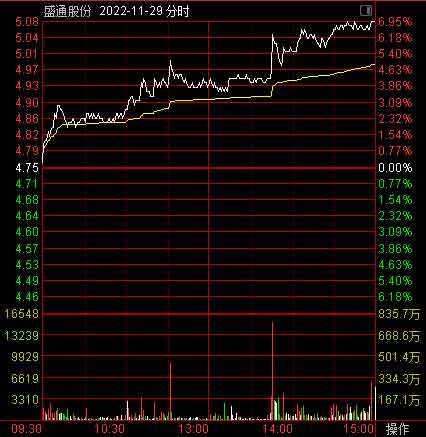 盛通股份 2022-11-29 分时
5.08 6.95%
5.04 6.18%
5.01 5.40%
4.97 4.63%
4.93 3.86%
4.90 3.09%
4.86 2.32%
4.82 1.54%
4.79 0.77%
4.75 0.00%
4.71 0.77%
4.68 1.54%
4.64 2.32%
4.60 3.09%
4.57 3.86%
4.53 4.63%
4.49 5.40%
4.46 6.18%
16548 835.7万
13239 668.6万
9929 501.4万
6619 334.3万
3310 167.1万
09:30 10:30 13:00 14:00 15:00 操作